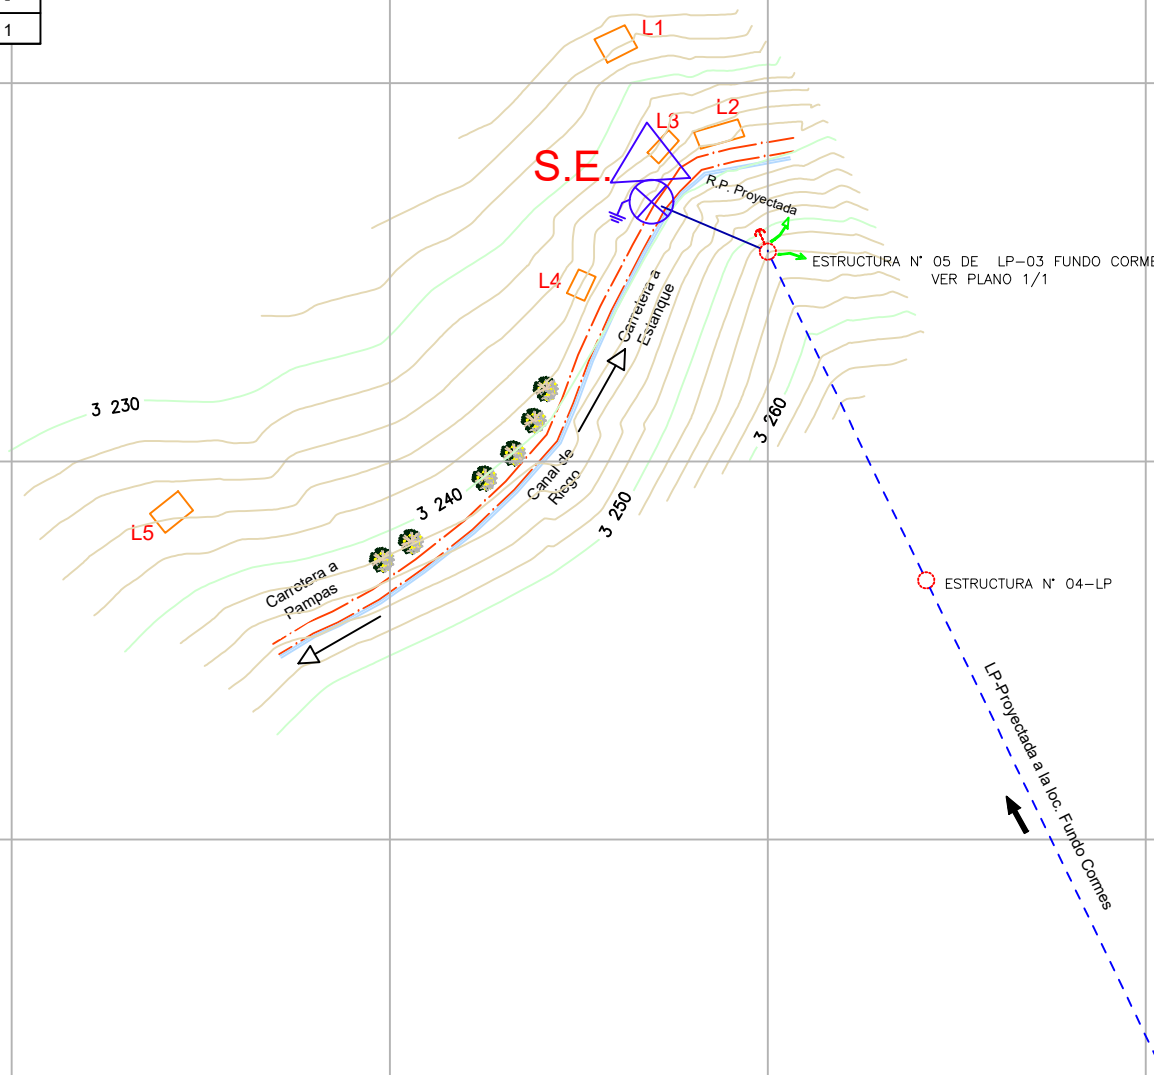 1
L1
L2
L3
S.E.
R.P. Proyectada
ESTRUCTURA N° 05 DE LP-03 FUNDO CORME
VER PLANO 1/1
L4
Carretera a
Estanque
3 230
3 260
Canal de
Riego
3 240
3 250
L5
Carretera a
Pampas
ESTRUCTURA N° 04-LP
LP-Proyectada a la loc. Fundo Cormes